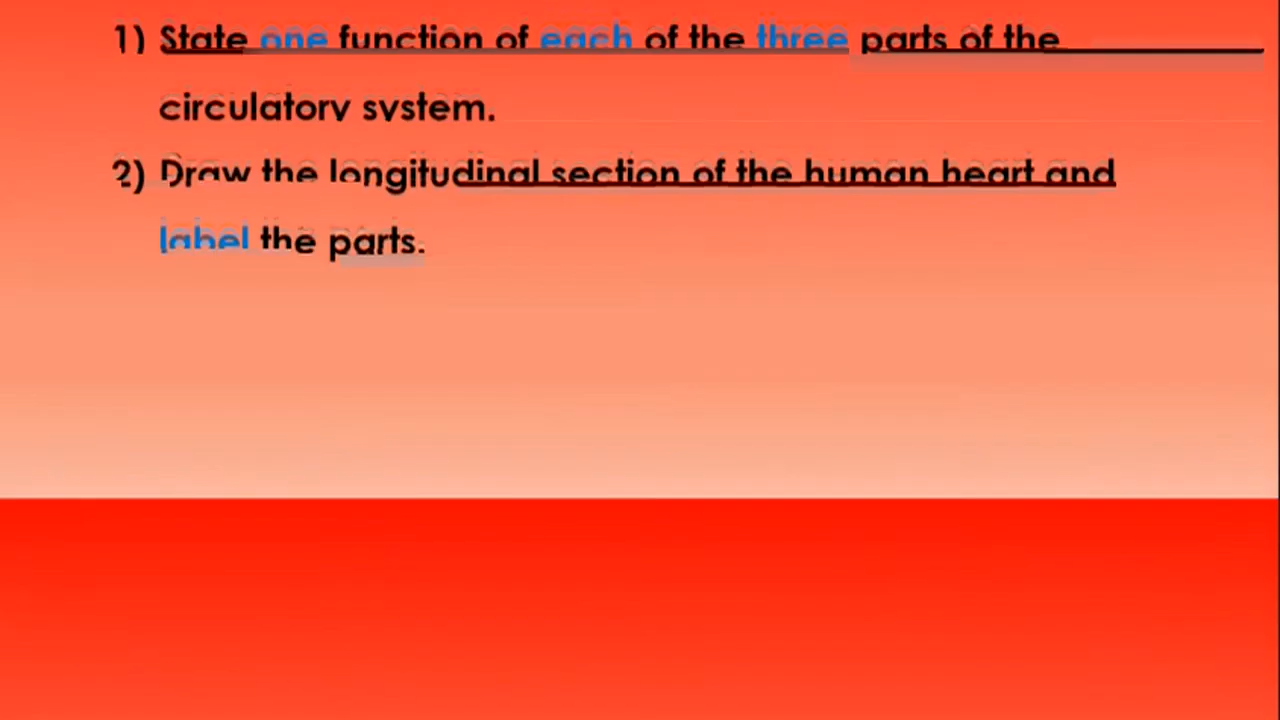 1) State one function of each of the three parts of the
circulatory system.
2) Draw the longitudinal section of the human heart and
label the parts.